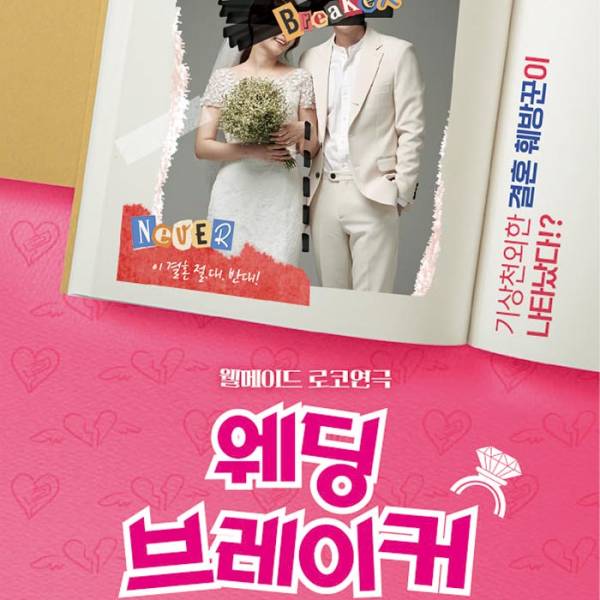 Breaker
NeveR
이 결혼 절.대. 반대!
기상천외한 결혼 훼방꾼이
나타났다!?
웰메이드 로코연극
웨딩
브레이커